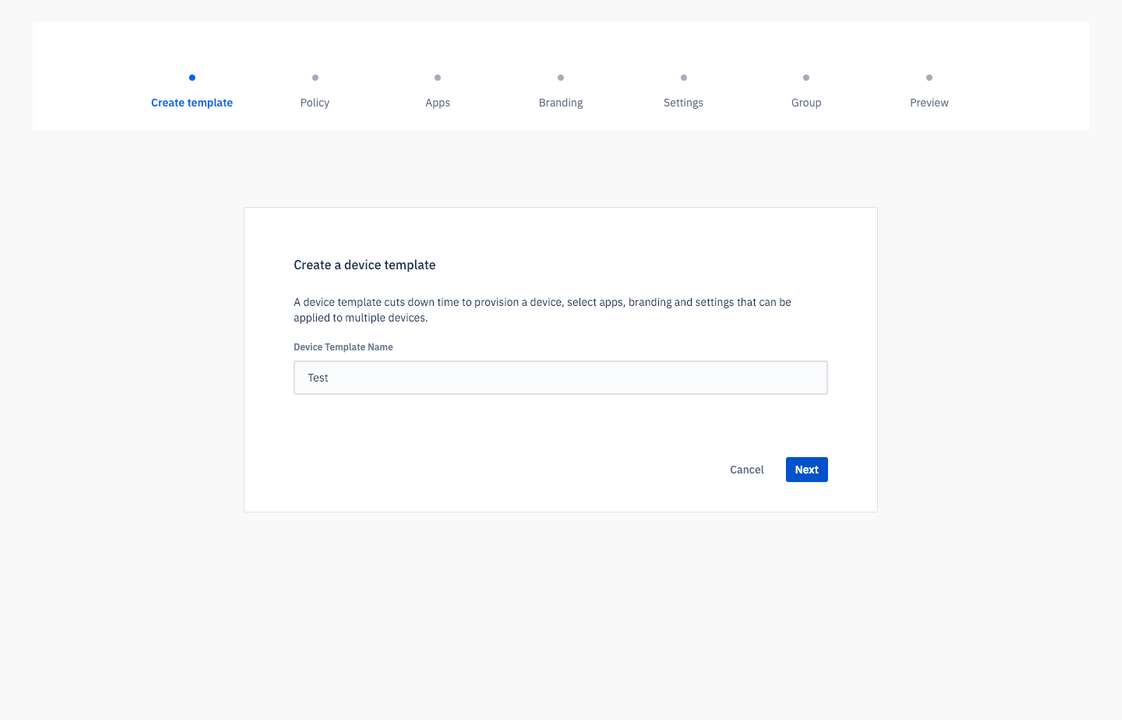 Create template
Policy
Apps
Branding
Settings
Group
Preview
Create a device template
A device template cuts down time to provision a device, select apps, branding and settings that can be
applied to multiple devices.
Device Template Name
Test
Cancel
Next